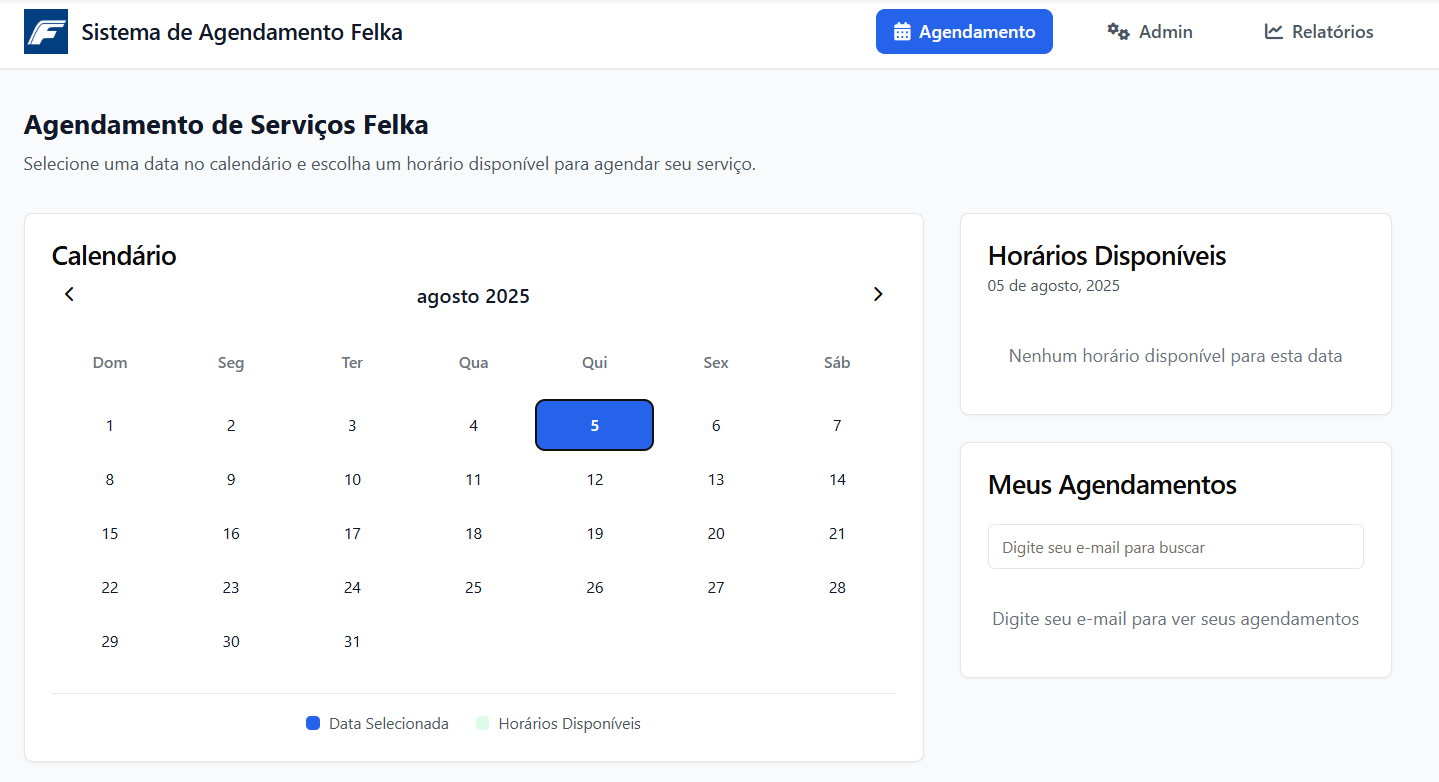 Sistema de Agendamento Felka
Agendamento
Admin
Relatórios
Agendamento de Serviços Felka
Selecione uma data no calendário e escolha um horário disponível para agendar seu serviço.
Calendário
agosto 2025
Dom Seg Ter Qua Qui Sex Sáb
1 2 3 4 5 6 7
8 9 10 11 12 13 14
15 16 17 18 19 20 21
22 23 24 25 26 27 28
29 30 31
Data Selecionada
Horários Disponíveis
Horários Disponíveis
05 de agosto, 2025
Nenhum horário disponível para esta data
Meus Agendamentos
Digite seu e-mail para buscar
Digite seu e-mail para ver seus agendamentos